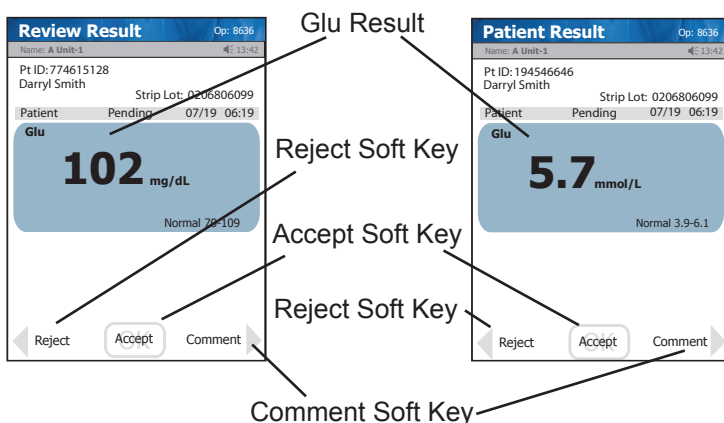 Review Result Op: 8636
Name: A Unit-1 13:42
Pt ID: 774615128
Darryl Smith
Strip Lot: 0206806099
Patient Pending 07/19 06:19
Glu
102 mg/dL
Normal 70-109
Reject OK Accept Comment
Glu Result
Reject Soft Key
Accept Soft Key
Reject Soft Key
Comment Soft Key
Patient Result Op: 8636
Name: A Unit-1 13:42
Pt ID: 194546646
Darryl Smith
Strip Lot: 0206806099
Patient Pending 07/19 06:19
Glu
5.7 mmol/L
Normal 3.9-6.1
Reject OK Accept Comment